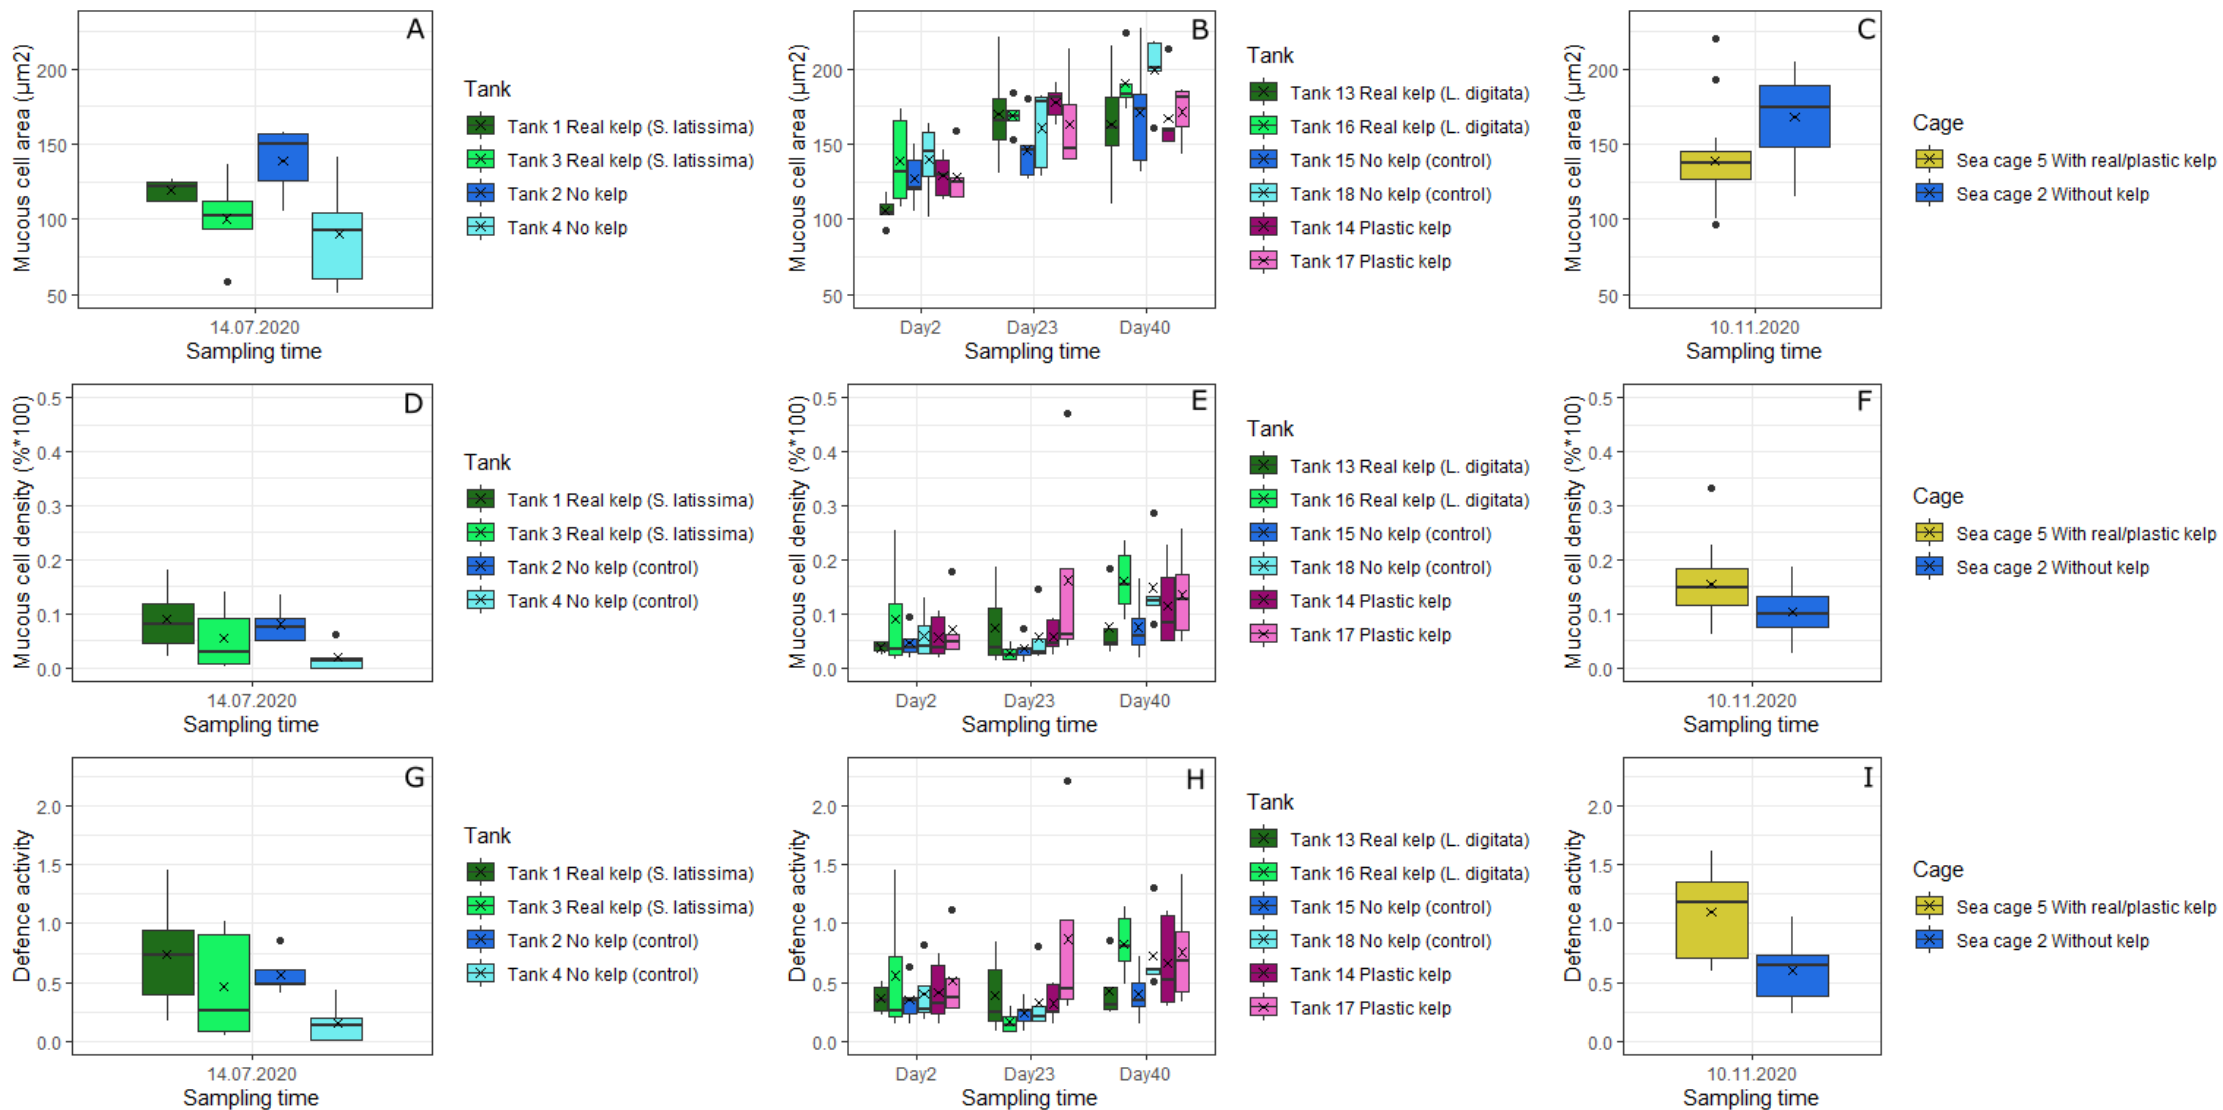 A
Mucous cell area (µm2)
200
150
100
50
14.07.2020
Sampling time
Tank
Tank 1 Real kelp (S. latissima)
Tank 3 Real kelp (S. latissima)
Tank 2 No kelp
Tank 4 No kelp
B
Mucous cell area (µm2)
200
150
100
50
Day2 Day23 Day40
Sampling time
Tank
Tank 13 Real kelp (L. digitata)
Tank 16 Real kelp (L. digitata)
Tank 15 No kelp (control)
Tank 18 No kelp (control)
Tank 14 Plastic kelp
Tank 17 Plastic kelp
C
Mucous cell area (µm2)
200
150
100
50
10.11.2020
Sampling time
Cage
Sea cage 5 With real/plastic kelp
Sea cage 2 Without kelp
D
Mucous cell density (%*100)
0.5
0.4
0.3
0.2
0.1
0.0
14.07.2020
Sampling time
Tank
Tank 1 Real kelp (S. latissima)
Tank 3 Real kelp (S. latissima)
Tank 2 No kelp (control)
Tank 4 No kelp (control)
E
Mucous cell density (%*100)
0.5
0.4
0.3
0.2
0.1
0.0
Day2 Day23 Day40
Sampling time
Tank
Tank 13 Real kelp (L. digitata)
Tank 16 Real kelp (L. digitata)
Tank 15 No kelp (control)
Tank 18 No kelp (control)
Tank 14 Plastic kelp
Tank 17 Plastic kelp
F
Mucous cell density (%*100)
0.5
0.4
0.3
0.2
0.1
0.0
10.11.2020
Sampling time
Cage
Sea cage 5 With real/plastic kelp
Sea cage 2 Without kelp
G
Defence activity
2.0
1.5
1.0
0.5
0.0
14.07.2020
Sampling time
Tank
Tank 1 Real kelp (S. latissima)
Tank 3 Real kelp (S. latissima)
Tank 2 No kelp (control)
Tank 4 No kelp (control)
H
Defence activity
2.0
1.5
1.0
0.5
0.0
Day2 Day23 Day40
Sampling time
Tank
Tank 13 Real kelp (L. digitata)
Tank 16 Real kelp (L. digitata)
Tank 15 No kelp (control)
Tank 18 No kelp (control)
Tank 14 Plastic kelp
Tank 17 Plastic kelp
I
Defence activity
2.0
1.5
1.0
0.5
0.0
10.11.2020
Sampling time
Cage
Sea cage 5 With real/plastic kelp
Sea cage 2 Without kelp